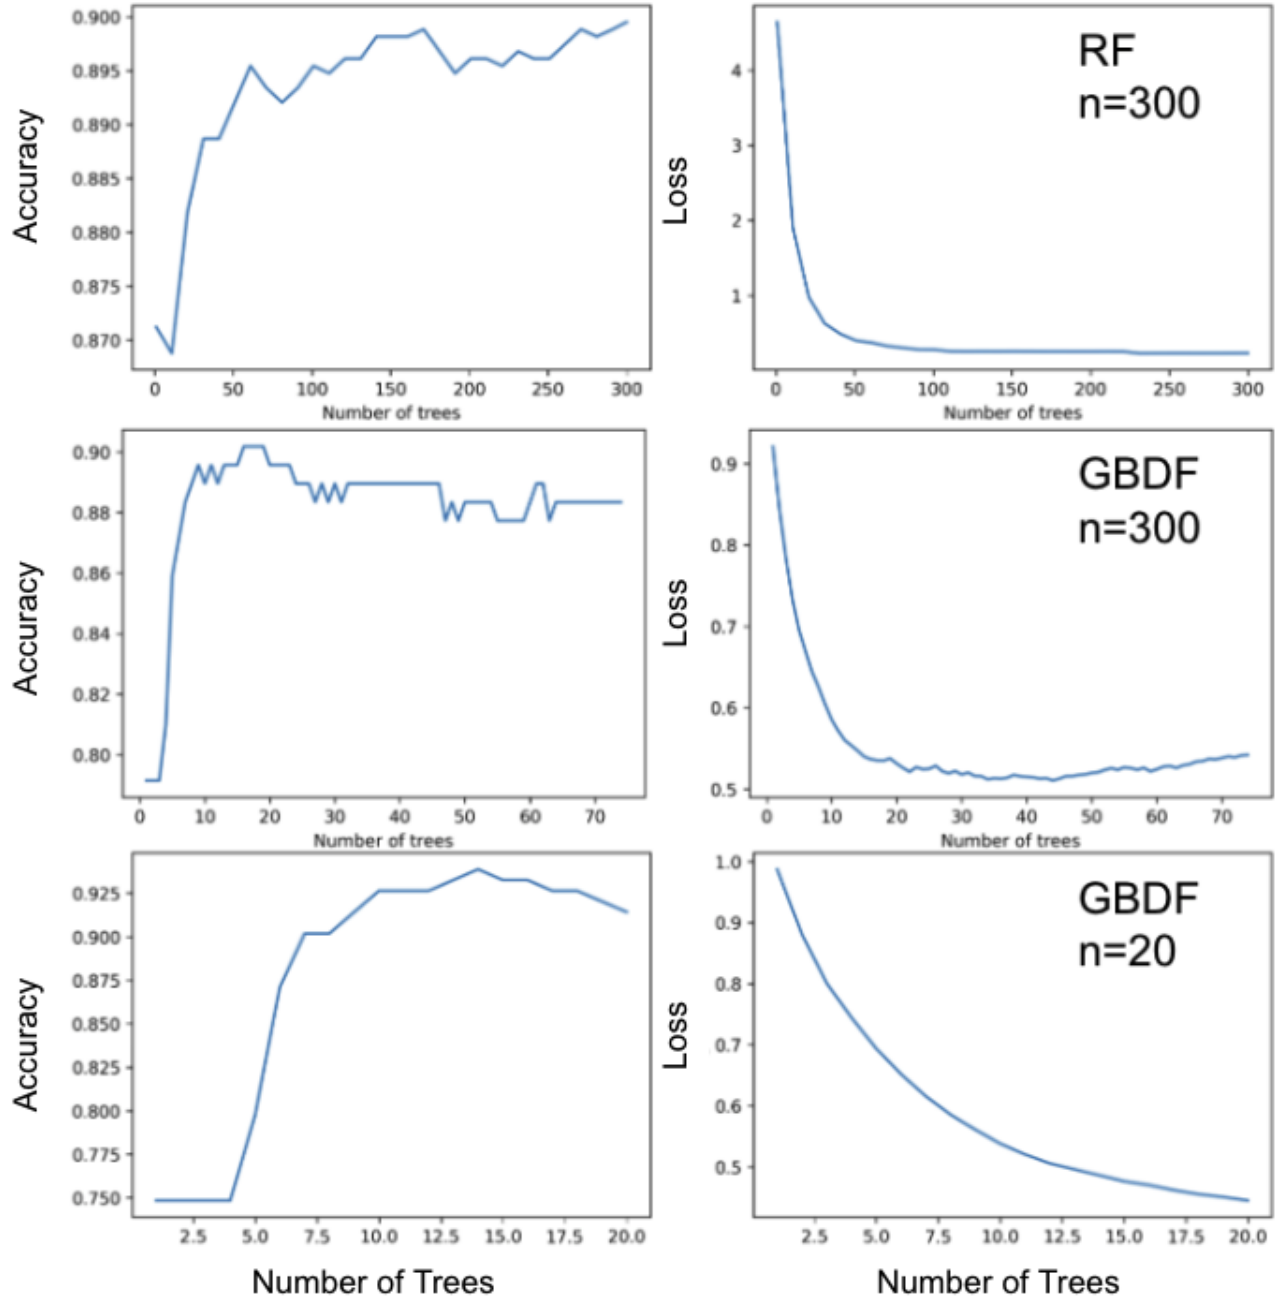 0.900
0.895
0.890
0.885
0.880
0.875
0.870
Accuracy
0 50 100 150 200 250 300
Number of trees
4
3
2
1
Loss
RF
n=300
0 50 100 150 200 250 300
Number of trees
0.90
0.88
0.86
0.84
0.82
0.80
Accuracy
0 10 20 30 40 50 60 70
Number of trees
0.9
0.8
0.7
0.6
0.5
Loss
GBDF
n=300
0 10 20 30 40 50 60 70
Number of trees
0.925
0.900
0.875
0.850
0.825
0.800
0.775
0.750
Accuracy
2.5 5.0 7.5 10.0 12.5 15.0 17.5 20.0
Number of Trees
1.0
0.9
0.8
0.7
0.6
0.5
Loss
GBDF
n=20
2.5 5.0 7.5 10.0 12.5 15.0 17.5 20.0
Number of Trees